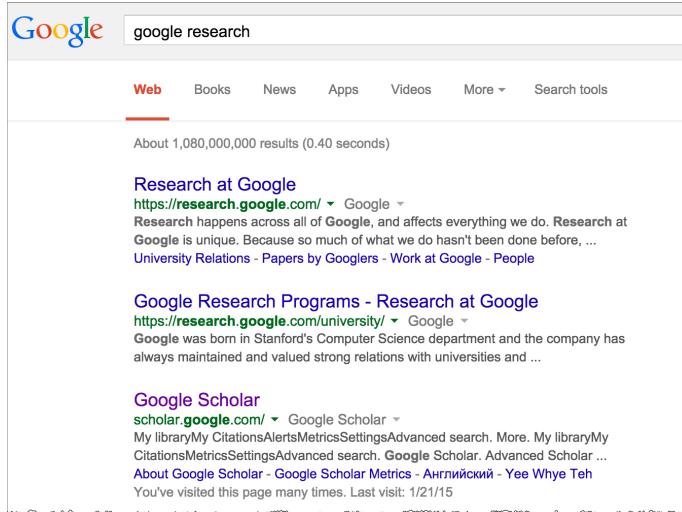 Google
google research
Web Books News Apps Videos More Search tools
About 1,080,000,000 results (0.40 seconds)
Research at Google
https://research.google.com/ Google
Research happens across all of Google, and affects everything we do. Research at
Google is unique. Because so much of what we do hasn't been done before, ...
University Relations - Papers by Googlers - Work at Google - People
Google Research Programs - Research at Google
https://research.google.com/university/ Google
Google was born in Stanford's Computer Science department and the company has
always maintained and valued strong relations with universities and ...
Google Scholar
scholar.google.com/ Google Scholar
My libraryMy CitationsAlertsMetricsSettingsAdvanced search. More. My libraryMy
CitationsMetricsSettingsAdvanced search. Google Scholar. Advanced Scholar ...
About Google Scholar - Google Scholar Metrics - Английский - Yee Whye Teh
You've visited this page many times. Last visit: 1/21/15